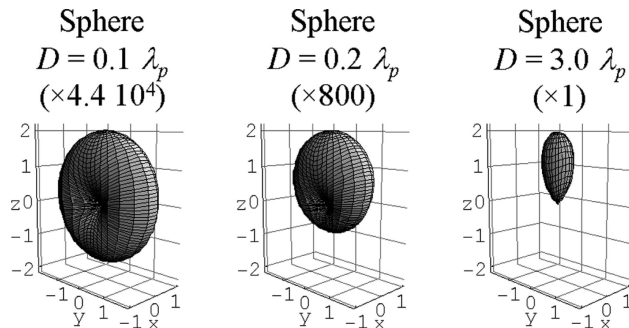 Sphere
D = 0.1 λp
(×4.4 10⁴)
2
1
z0
-1
-2
-1
0
y
1
-1
0
x
1
Sphere
D = 0.2 λp
(×800)
2
1
z0
-1
-2
-1
0
y
1
-1
0
x
1
Sphere
D = 3.0 λp
(×1)
2
1
z0
-1
-2
-1
0
y
1
-1
0
x
1